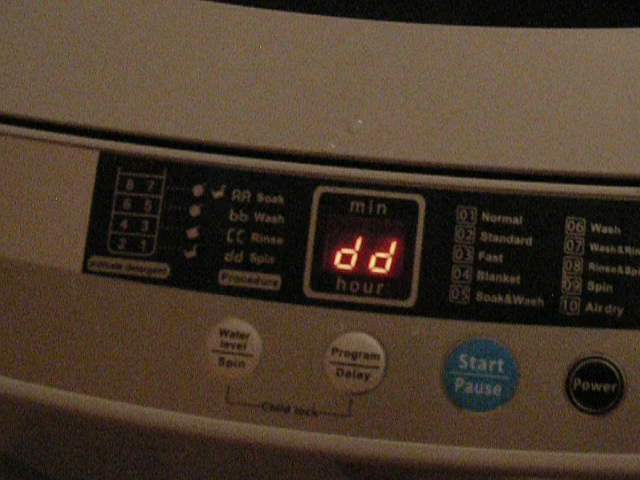 8 7
6 5
4 3
2 1
AA Soak
bb Wash
CC Rinse
dd Spin
Procedure
min
dd
hour
01 Normal
02 Standard
03 Fast
04 Blanket
05 Soak&Wash
06 Wash
07 Wash&Rinse
08 Rinse&Sp
09 Spin
10 Air dry
Water
level
Spin
Program
Delay
Child lock
Start
Pause
Power